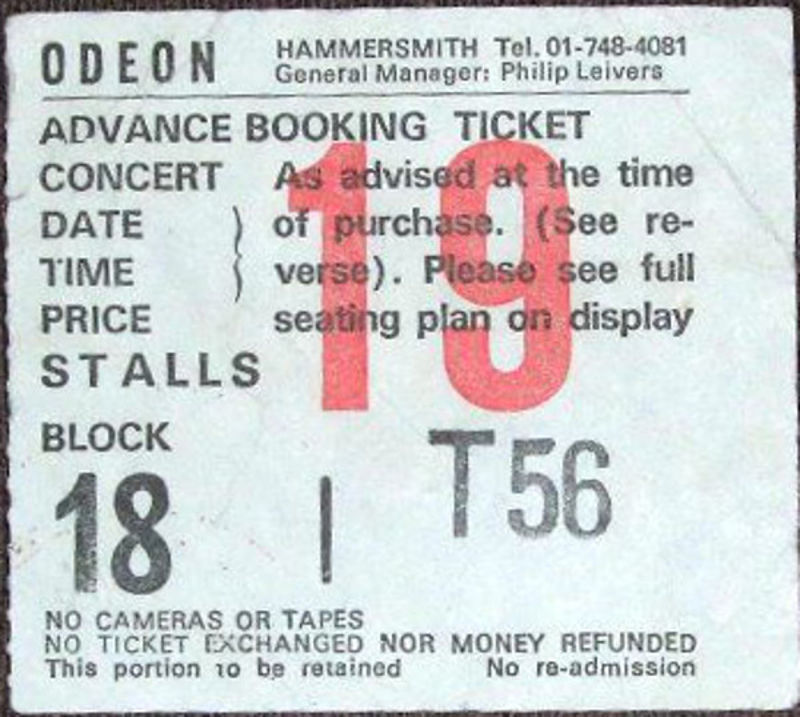 ODEON HAMMERSMITH Tel. 01-748-4081
General Manager: Philip Leivers
ADVANCE BOOKING TICKET
19
CONCERT As advised at the time
DATE of purchase. (See re-
TIME verse). Please see full
PRICE seating plan on display
STALLS
BLOCK
18 | T56
NO CAMERAS OR TAPES
NO TICKET EXCHANGED NOR MONEY REFUNDED
This portion to be retained No re-admission